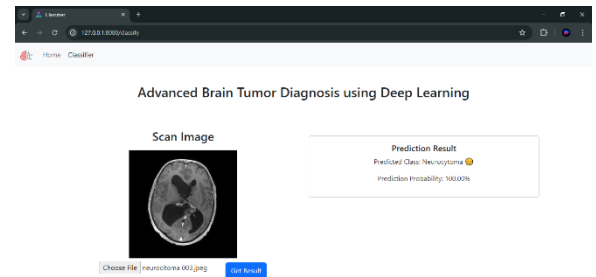 Classifier
127.0.0.1:8080/classify
Home Classifier
Advanced Brain Tumor Diagnosis using Deep Learning
Scan Image
Choose File neurocitoma 003.jpeg
Get Result
Prediction Result
Predicted Class: Neurocytoma
Prediction Probability: 100.00%